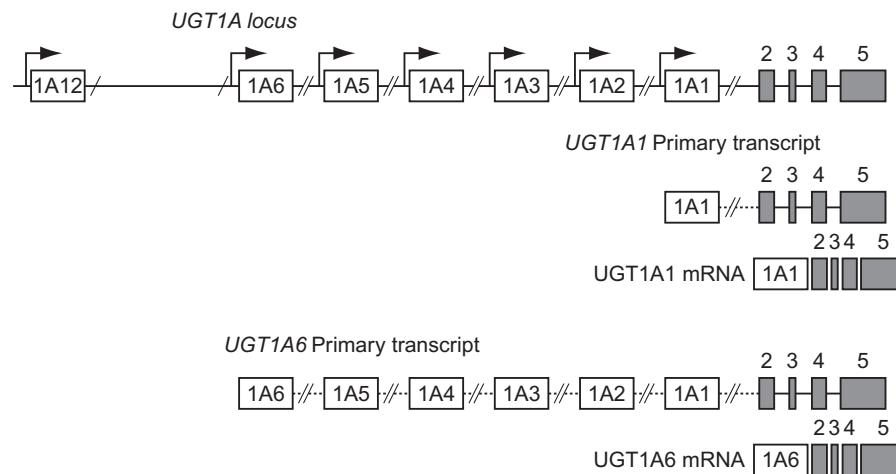 UGT1A locus
2 3 4 5
1A12 1A6 1A5 1A4 1A3 1A2 1A1
UGT1A1 Primary transcript
2 3 4 5
1A1
2 3 4 5
UGT1A1 mRNA 1A1
UGT1A6 Primary transcript
2 3 4 5
1A6 1A5 1A4 1A3 1A2 1A1
2 3 4 5
UGT1A6 mRNA 1A6